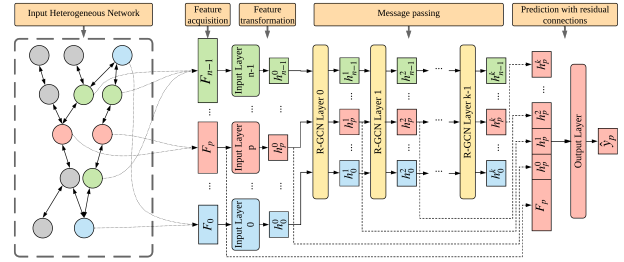 Input Heterogeneous Network
Feature
acquisition
Feature
transformation
Message passing
Prediction with residual
connections
F_{n-1}
Input Layer
n-1
h^0_{n-1}
R-GCN Layer 0
h^1_{n-1}
R-GCN Layer 1
h^2_{n-1}
...
R-GCN Layer k-1
h^k_{n-1}
...
...
...
F_p
Input Layer
p
h^0_p
h^1_p
h^2_p
...
h^k_p
...
...
...
F_0
Input Layer
0
h^0_0
h^1_0
h^2_0
...
h^k_0
h^k_p
...
h^2_p
h^1_p
h^0_p
F_p
Output Layer
ŷ_p